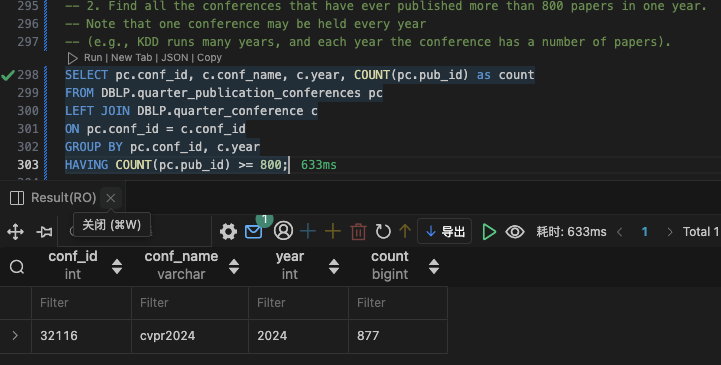 295 -- 2. Find all the conferences that have ever published more than 800 papers in one year.
296 -- Note that one conference may be held every year
297 -- (e.g., KDD runs many years, and each year the conference has a number of papers).
Run | New Tab | JSON | Copy
298 SELECT pc.conf_id, c.conf_name, c.year, COUNT(pc.pub_id) as count
299 FROM DBLP.quarter_publication_conferences pc
300 LEFT JOIN DBLP.quarter_conference c
301 ON pc.conf_id = c.conf_id
302 GROUP BY pc.conf_id, c.year
303 HAVING COUNT(pc.pub_id) >= 800; 633ms
Result(RO)
关闭 (⌘W)
1
导出 耗时: 633ms < 1 > Total 1
conf_id conf_name year count
int varchar int bigint
Filter Filter Filter Filter
32116 cvpr2024 2024 877